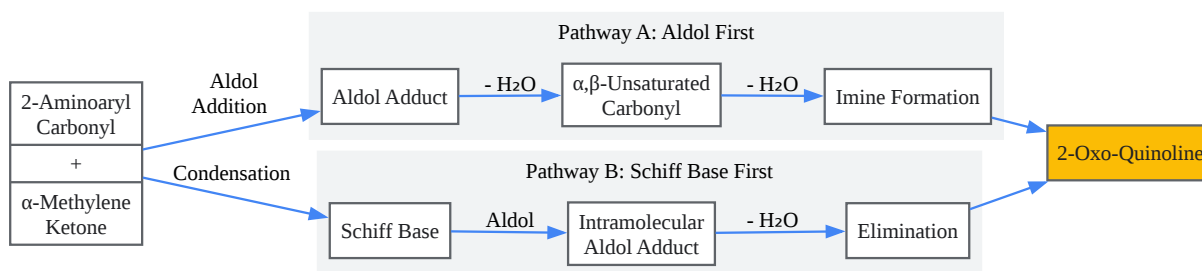 Pathway A: Aldol First
2-Aminoaryl
Carbonyl
+
α-Methylene
Ketone
Aldol
Addition
Aldol Adduct
- H₂O
α,β-Unsaturated
Carbonyl
- H₂O
Imine Formation
2-Oxo-Quinoline
Condensation
Pathway B: Schiff Base First
Schiff Base
Aldol
Intramolecular
Aldol Adduct
- H₂O
Elimination